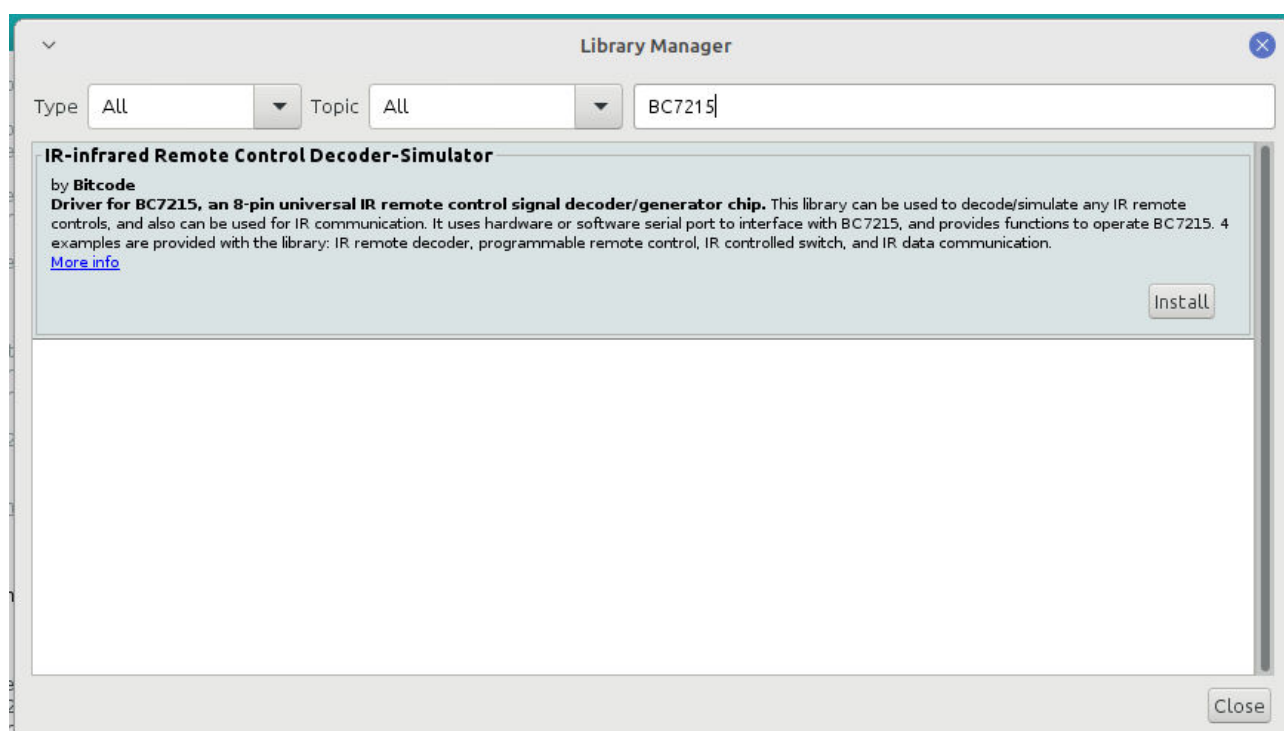 Library Manager
Type All Topic All BC7215
IR-infrared Remote Control Decoder-Simulator
by Bitcode
Driver for BC7215, an 8-pin universal IR remote control signal decoder/generator chip. This library can be used to decode/simulate any IR remote
controls, and also can be used for IR communication. It uses hardware or software serial port to interface with BC7215, and provides functions to operate BC7215. 4
examples are provided with the library: IR remote decoder, programmable remote control, IR controlled switch, and IR data communication.
More info
Install
Close